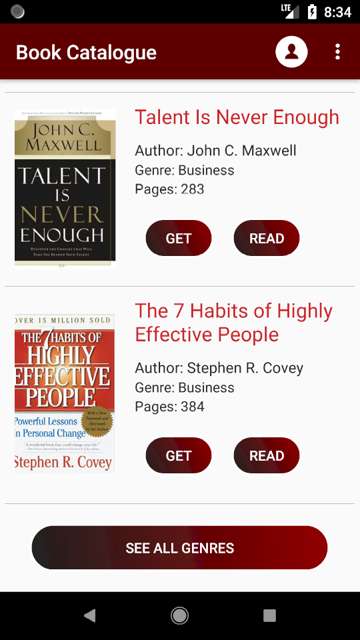 LTE 8:34
Book Catalogue
JOHN C.
MAXWELL
TALENT
IS
NEVER
ENOUGH
Talent Is Never Enough
Author: John C. Maxwell
Genre: Business
Pages: 283
GET READ
OVER 15 MILLION SOLD
THE 7 HABITS OF
HIGHLY
EFFECTIVE
PEOPLE
Powerful Lessons
in Personal Change
Stephen R. Covey
The 7 Habits of Highly
Effective People
Author: Stephen R. Covey
Genre: Business
Pages: 384
GET READ
SEE ALL GENRES